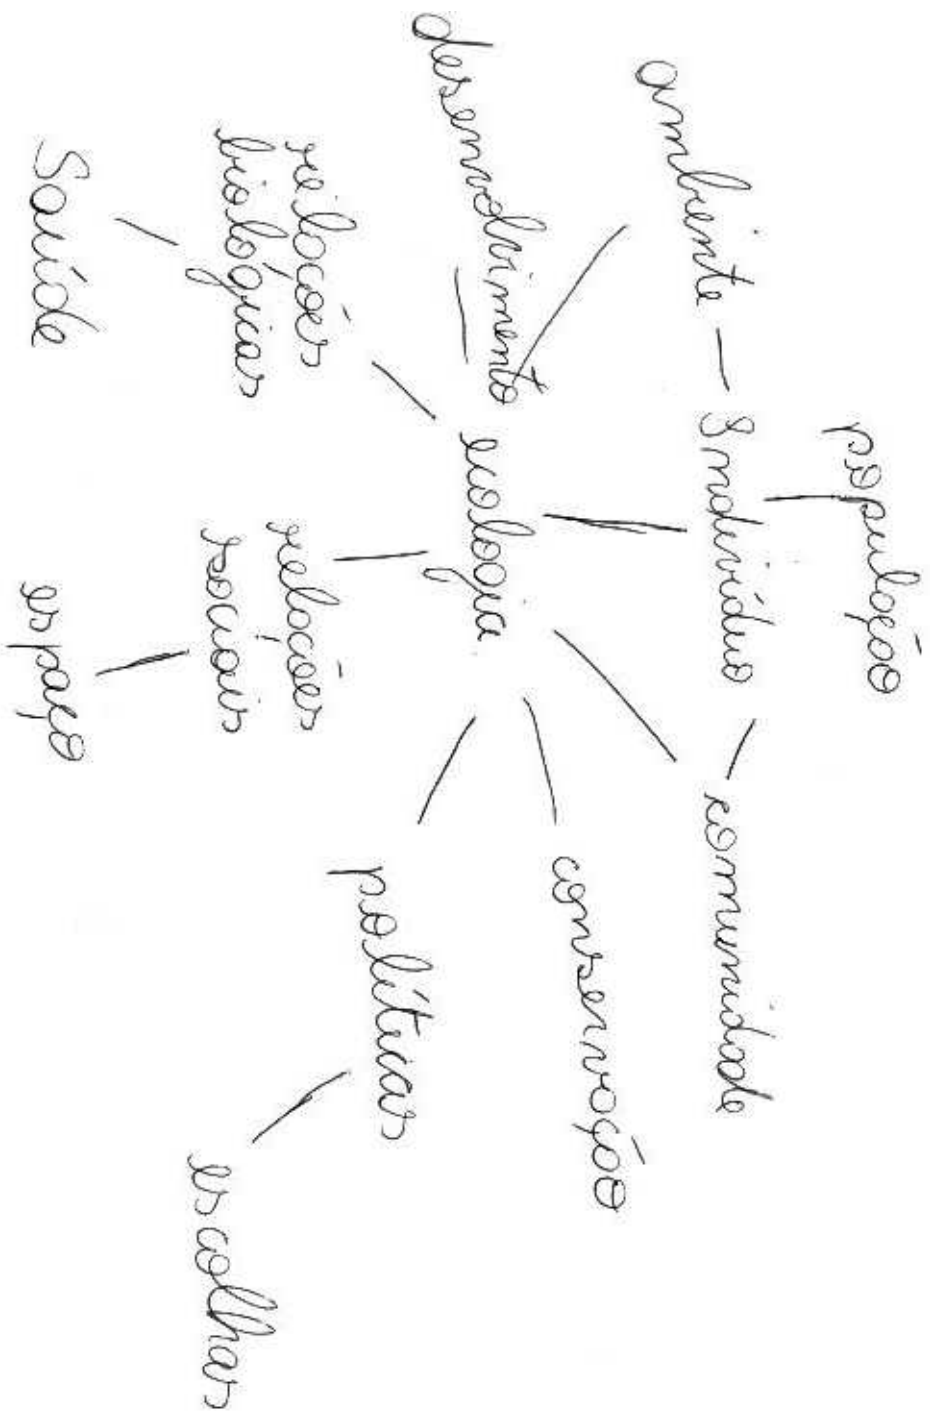 população
ambiente
Indivíduo
comunidade
conservação
desenvolvimento
ecologia
políticas
relações
biológicas
relações
sociais
escolhas
Saúde
espaço